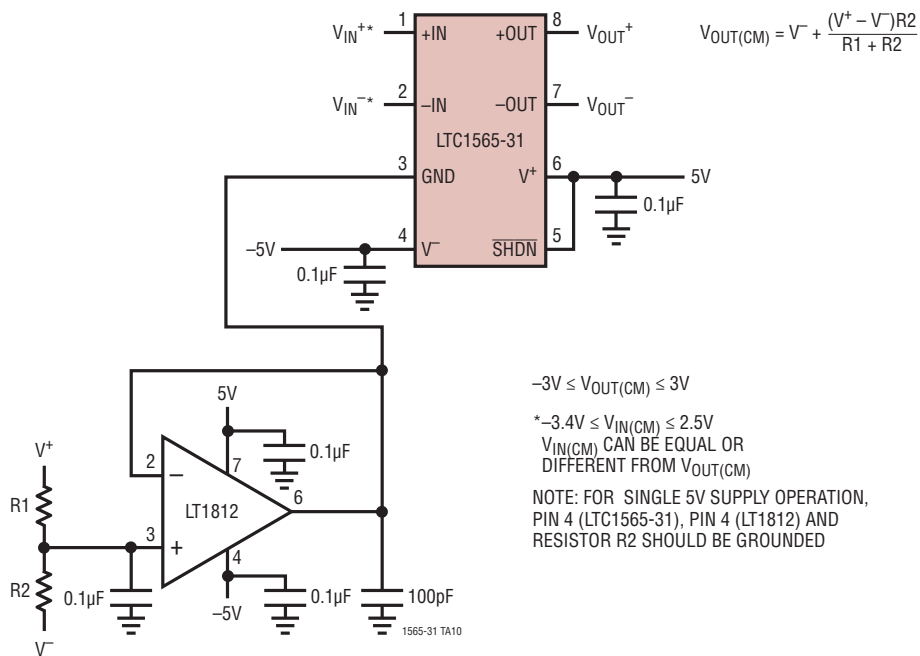 1
8
V_IN^+*
+IN
+OUT
V_OUT^+
V_OUT(CM) = V^– + (V^+ – V^–)R2
R1 + R2
2
7
V_IN^–*
–IN
–OUT
V_OUT^–
LTC1565-31
3
6
GND
V^+
5V
0.1µF
4
5
–5V
V^–
SHDN
0.1µF
–3V ≤ V_OUT(CM) ≤ 3V
5V
*–3.4V ≤ V_IN(CM) ≤ 2.5V
V_IN(CM) CAN BE EQUAL OR
DIFFERENT FROM V_OUT(CM)
V^+
0.1µF
2
7
–
R1
LT1812
6
NOTE: FOR SINGLE 5V SUPPLY OPERATION,
PIN 4 (LTC1565-31), PIN 4 (LT1812) AND
RESISTOR R2 SHOULD BE GROUNDED
3
+
4
R2
0.1µF
0.1µF
100pF
–5V
1565-31 TA10
V^–